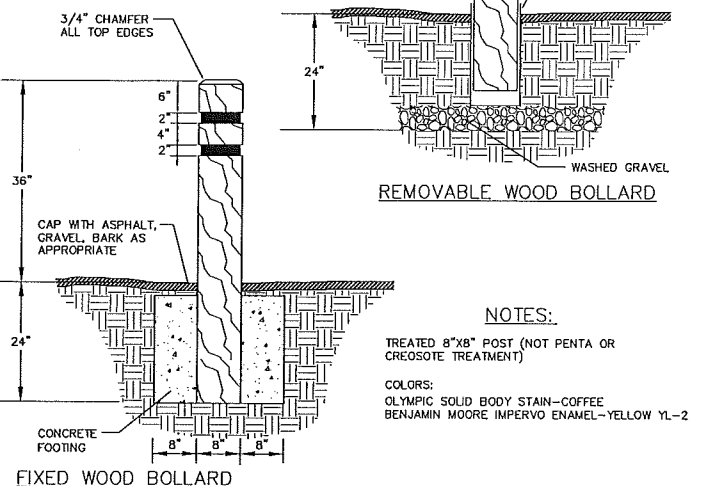 3/4" CHAMFER
ALL TOP EDGES
6"
2"
4"
2"
36"
CAP WITH ASPHALT,
GRAVEL, BARK AS
APPROPRIATE
24"
CONCRETE
FOOTING
8" 8" 8"
FIXED WOOD BOLLARD
24"
WASHED GRAVEL
REMOVABLE WOOD BOLLARD
NOTES:
TREATED 8"X8" POST (NOT PENTA OR
CREOSOTE TREATMENT)
COLORS:
OLYMPIC SOLID BODY STAIN-COFFEE
BENJAMIN MOORE IMPERVO ENAMEL-YELLOW YL-2